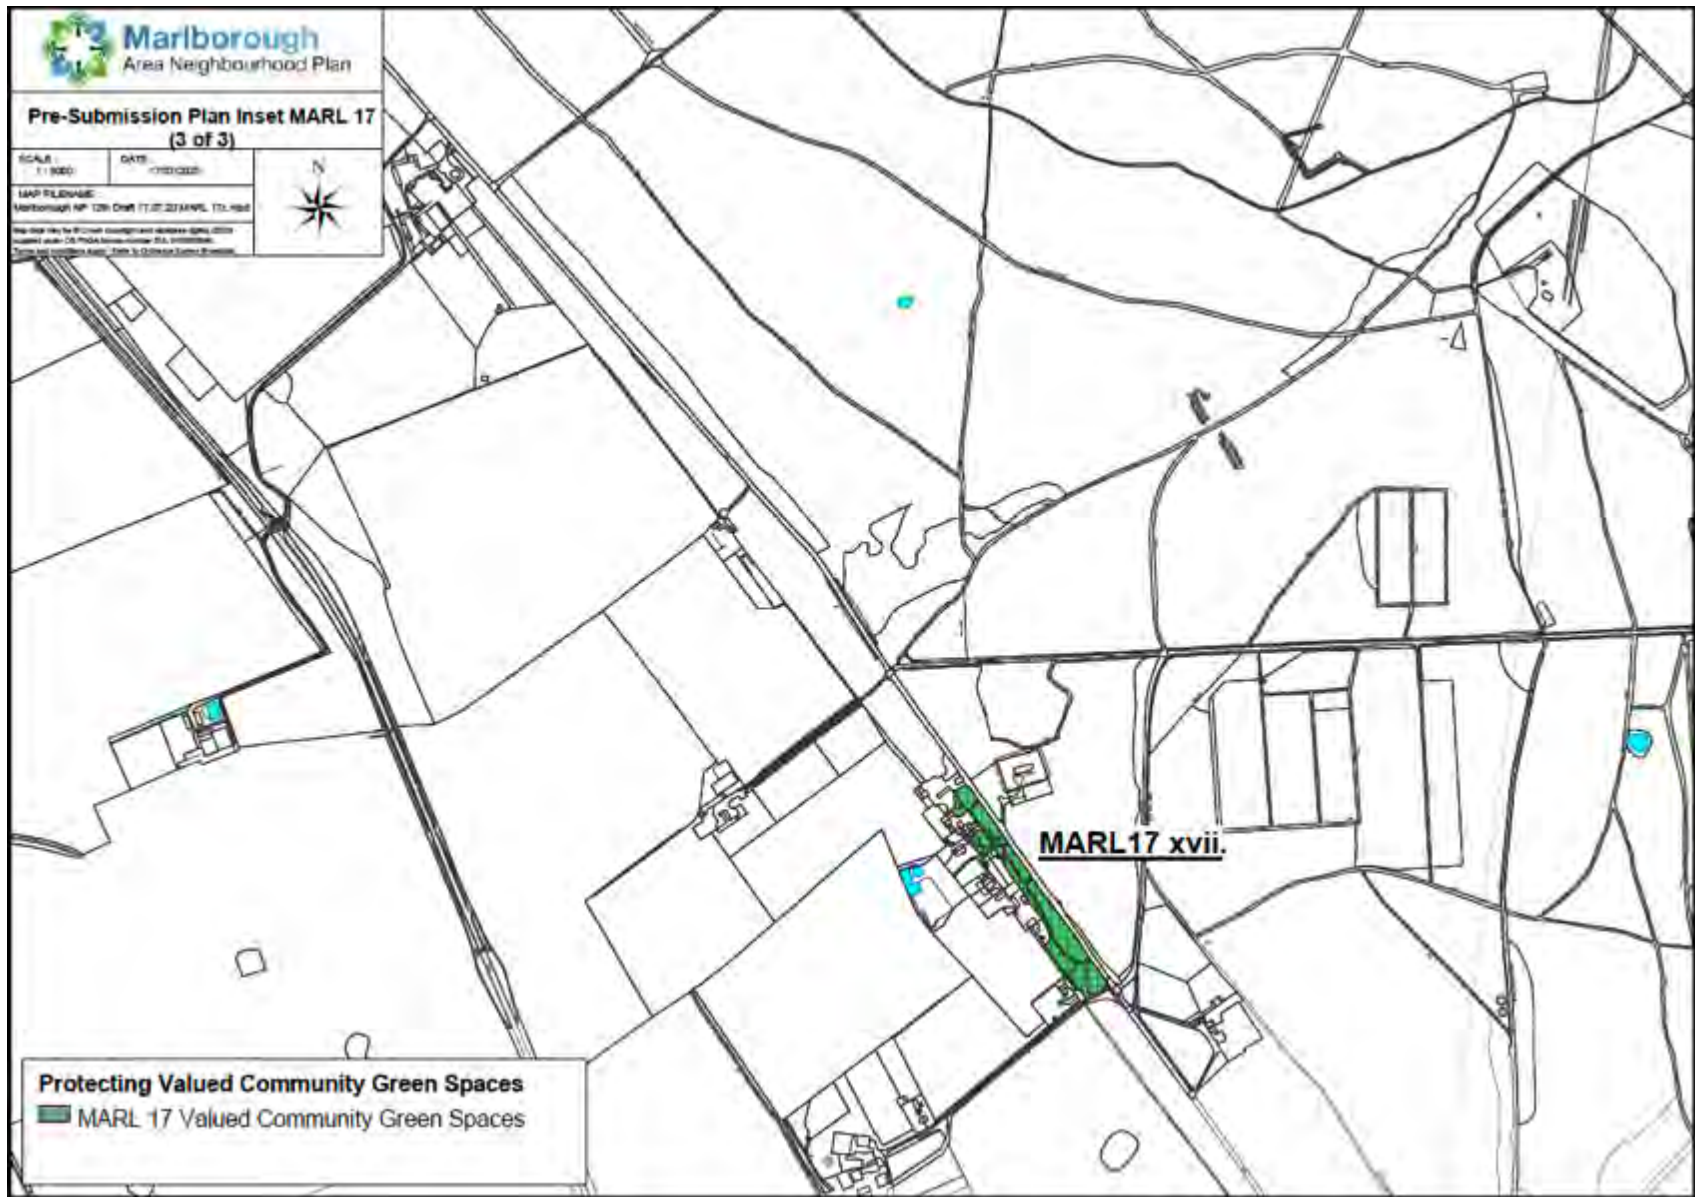 Marlborough
Area Neighbourhood Plan
Pre-Submission Plan Inset MARL 17
(3 of 3)
SCALE :
DATE :
N
MAP FILENAME:
MARL17 xvii.
Protecting Valued Community Green Spaces
MARL 17 Valued Community Green Spaces